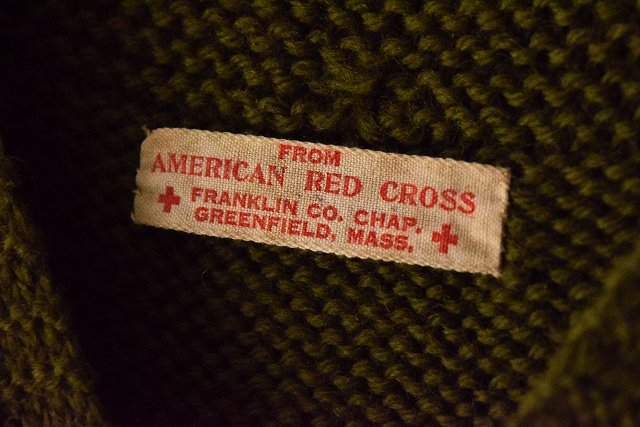 FROM
AMERICAN RED CROSS
FRANKLIN CO. CHAP.
GREENFIELD, MASS.